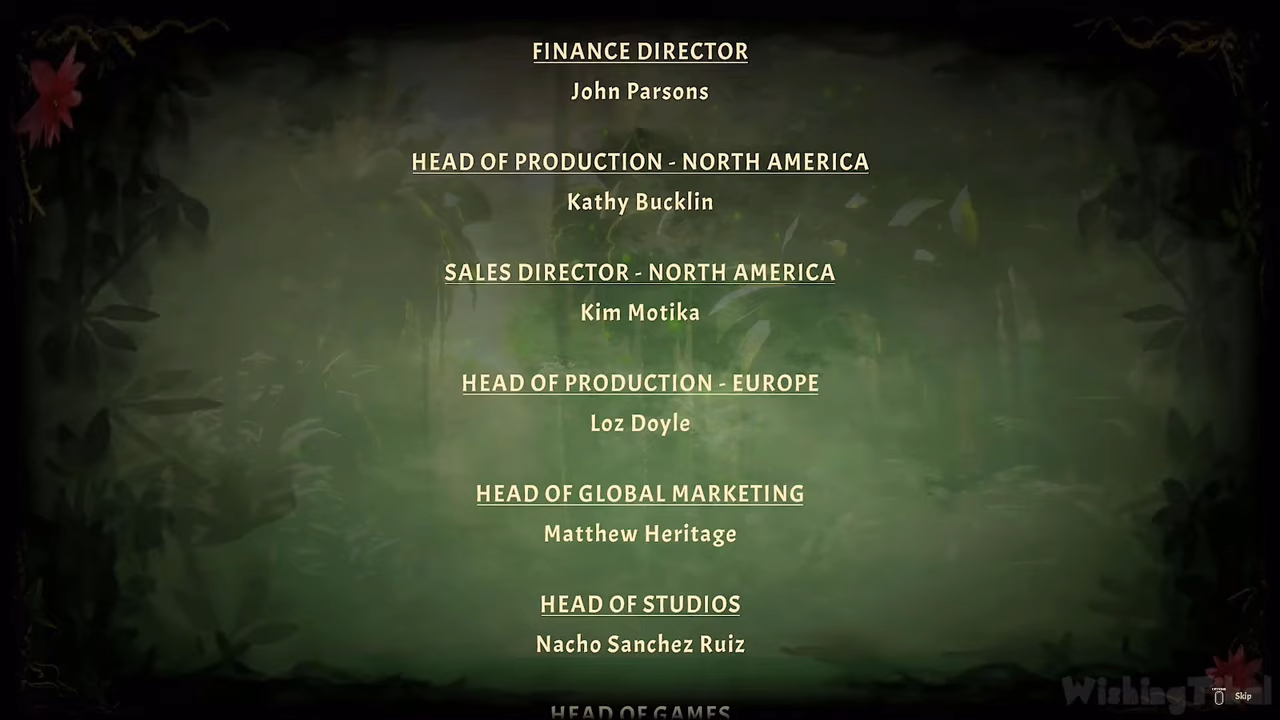 FINANCE DIRECTOR
John Parsons
HEAD OF PRODUCTION - NORTH AMERICA
Kathy Bucklin
SALES DIRECTOR - NORTH AMERICA
Kim Motika
HEAD OF PRODUCTION - EUROPE
Loz Doyle
HEAD OF GLOBAL MARKETING
Matthew Heritage
HEAD OF STUDIOS
Nacho Sanchez Ruiz
Skip
HEAD OF GAMES